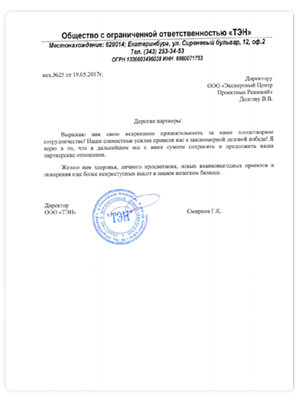 Общество с ограниченной ответственностью «ТЭН»
Местонахождение: 620014; Екатеринбург, ул. Сиреневый бульвар, 12, оф.2
Тел. (343) 253-34-53
ОГРН 1036603496028 ИНН 6660071753
исх.№25 от 19.05.2017г.
Директору
ООО «Экспертный Центр
Проектных Решений»
Долгову В.В.
Дорогие партнеры!
Выражаю вам свою искреннюю признательность за наше плодотворное
сотрудничество! Наши совместные усилия привели нас к закономерной деловой победе! Я
верю в то, что в дальнейшем мы с вами сумеем сохранить и продолжить наши
партнерские отношения.
Желаю вам здоровья, личного процветания, новых взаимовыгодных проектов и
покорения еще более неприступных высот в нашем нелегком бизнесе.
Директор
ООО «ТЭН»
Смирнов Г.К.
ТЭН